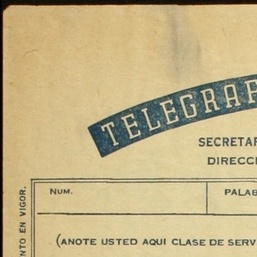 TELEGRAF
SECRETAR
DIRECC
NUM.
PALAB
(ANOTE USTED AQUI CLASE DE SERV
NTO EN VIGOR.